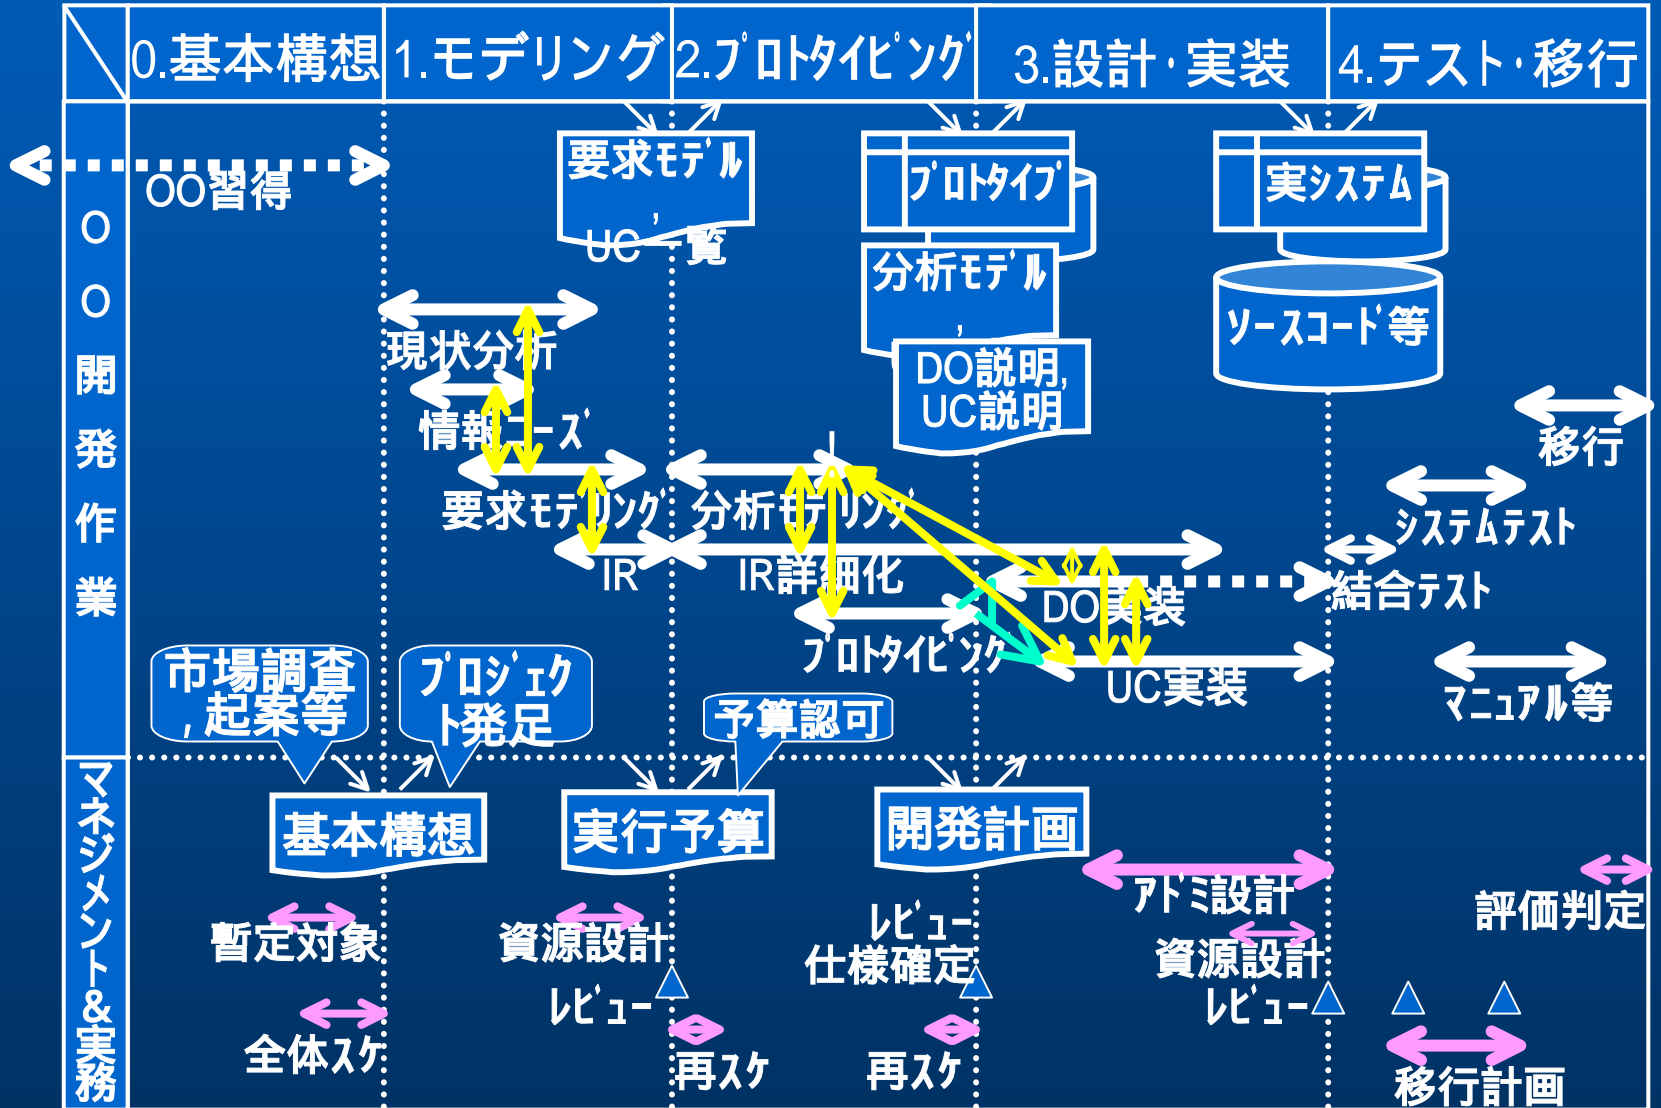 0.基本構想
1.モデリング
2.ﾌﾟﾛﾄﾀｲﾋﾟﾝｸﾞ
3.設計･実装
4.テスト･移行
OO開発作業
OO習得
要求ﾓﾃﾞﾙ
,
UC一覧
ﾌﾟﾛﾄﾀｲﾌﾟ
分析ﾓﾃﾞﾙ
,
DO説明,
UC説明
実ｼｽﾃﾑ
ｿｰｽｺｰﾄﾞ等
現状分析
情報ﾆｰｽﾞ
要求ﾓﾃﾘﾝｸﾞ
分析ﾓﾃﾘﾝｸﾞ
IR
IR詳細化
ﾌﾟﾛﾄﾀｲﾋﾟﾝｸﾞ
DO実装
UC実装
移行
ｼｽﾃﾑﾃｽﾄ
結合ﾃｽﾄ
ﾏﾆｭｱﾙ等
市場調査
,起案等
ﾌﾟﾛｼﾞｪｸ
ﾄ発足
予算認可
マネジメント&実務
基本構想
実行予算
開発計画
暫定対象
全体ｽｹ
資源設計
ﾚﾋﾞｭｰ
再ｽｹ
ﾚﾋﾞｭｰ
仕様確定
再ｽｹ
ｱﾄﾞﾐ設計
資源設計
ﾚﾋﾞｭｰ
評価判定
移行計画